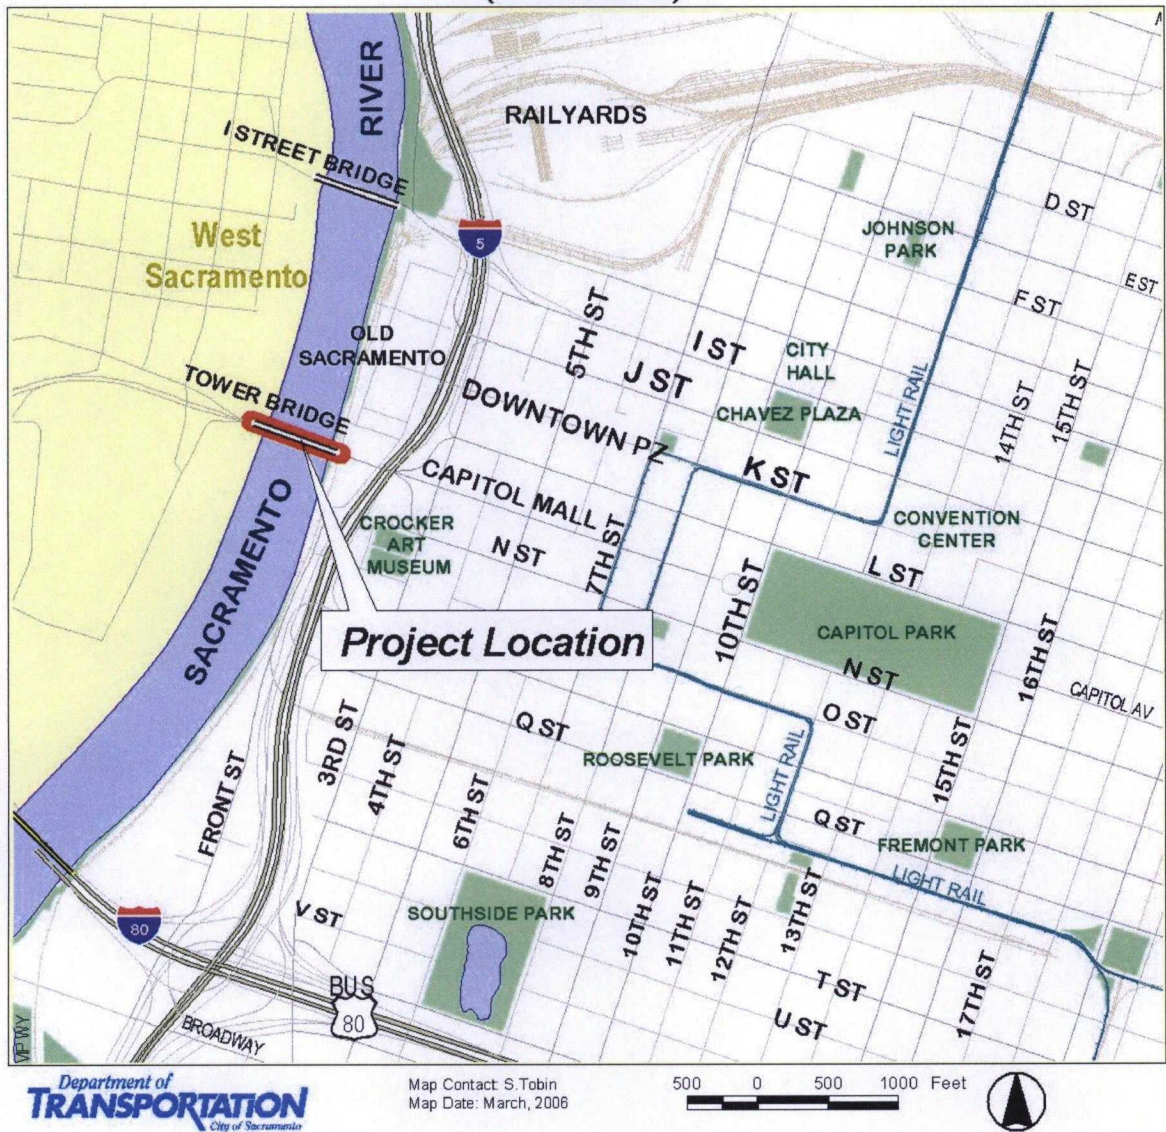 RIVER
I STREET BRIDGE
RAILYARDS
West
Sacramento
5
JOHNSON
PARK
D ST
E ST
F ST
OLD
SACRAMENTO
5TH ST
I ST
J ST
CITY
HALL
CHAVEZ PLAZA
LIGHT RAIL
14TH ST
15TH ST
TOWER BRIDGE
DOWNTOWN PZ
K ST
CAPITOL MALL
CONVENTION
CENTER
SACRAMENTO
CROCKER
ART
MUSEUM
N ST
7TH ST
L ST
10TH ST
CAPITOL PARK
Project Location
N ST
16TH ST
CAPITOL AV
O ST
15TH ST
Q ST
ROOSEVELT PARK
LIGHT RAIL
3RD ST
4TH ST
FRONT ST
6TH ST
8TH ST
9TH ST
Q ST
FREMONT PARK
LIGHT RAIL
10TH ST
11TH ST
12TH ST
13TH ST
V ST
SOUTHSIDE PARK
80
BUS
80
T ST
U ST
17TH ST
BROADWAY
VIP WY
Department of
TRANSPORTATION
City of Sacramento
Map Contact: S.Tobin
Map Date: March, 2006
500 0 500 1000 Feet